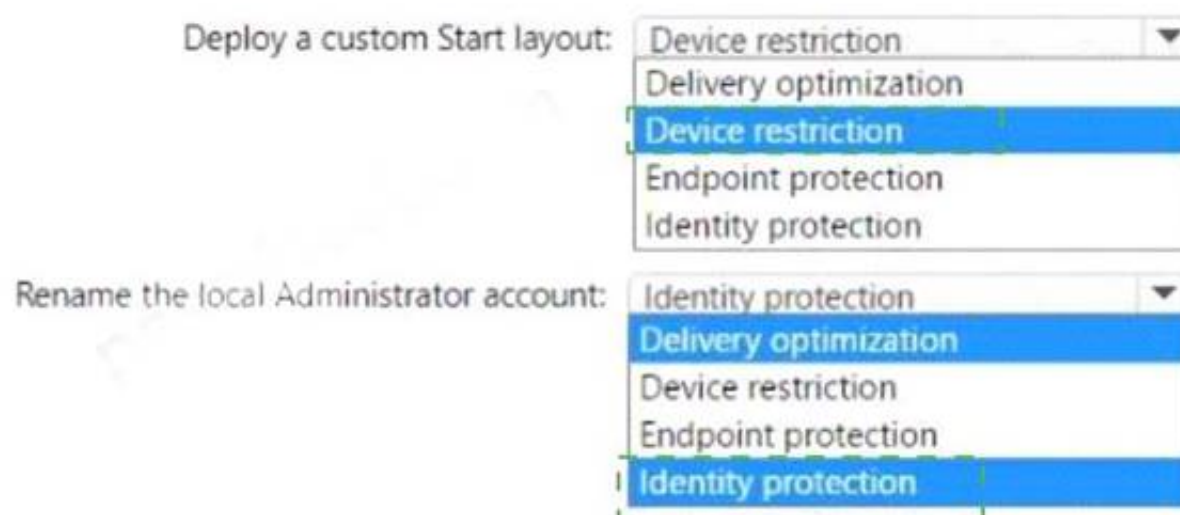 Deploy a custom Start layout: Device restriction
Delivery optimization
Device restriction
Endpoint protection
Identity protection
Rename the local Administrator account: Identity protection
Delivery optimization
Device restriction
Endpoint protection
Identity protection